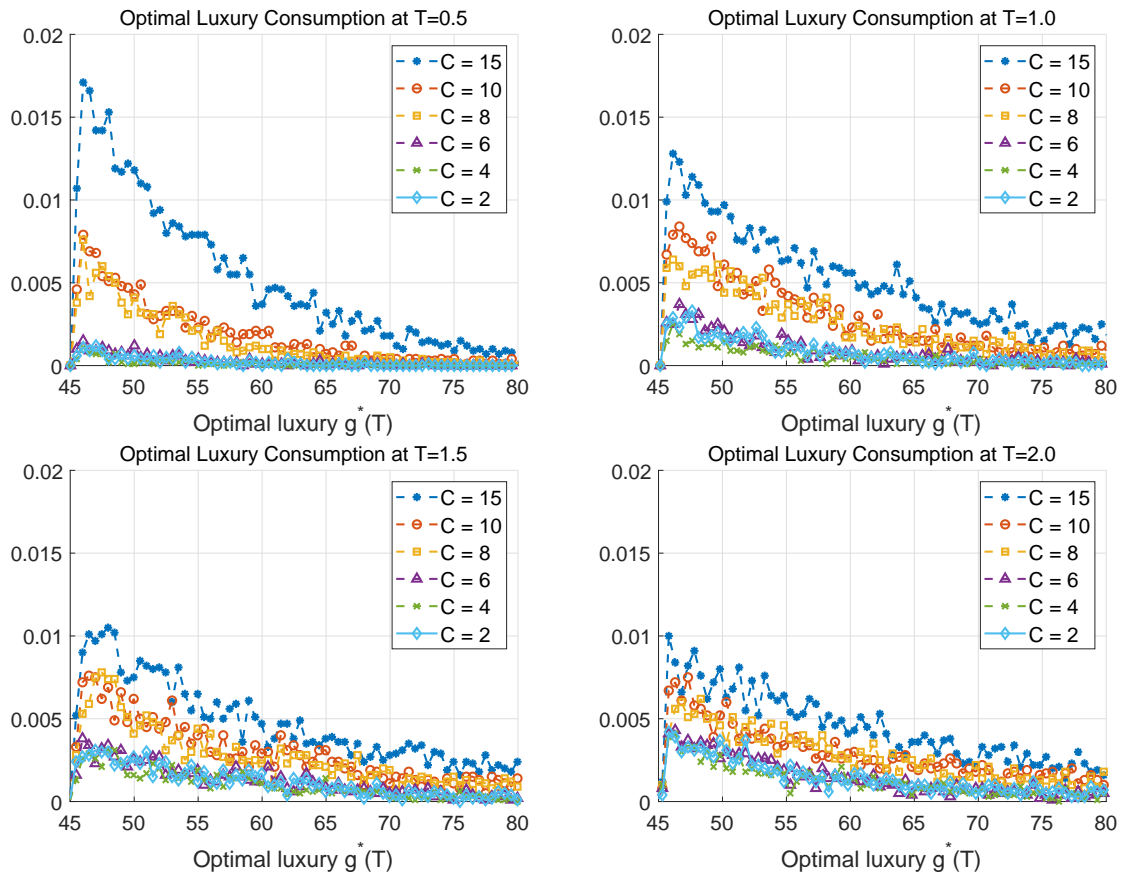 Optimal Luxury Consumption at T=0.5
0.02
0.015
0.01
0.005
0
45 50 55 60 65 70 75 80
Optimal luxury g*(T)
C = 15
C = 10
C = 8
C = 6
C = 4
C = 2
Optimal Luxury Consumption at T=1.0
0.02
0.015
0.01
0.005
0
45 50 55 60 65 70 75 80
Optimal luxury g*(T)
C = 15
C = 10
C = 8
C = 6
C = 4
C = 2
Optimal Luxury Consumption at T=1.5
0.02
0.015
0.01
0.005
0
45 50 55 60 65 70 75 80
Optimal luxury g*(T)
C = 15
C = 10
C = 8
C = 6
C = 4
C = 2
Optimal Luxury Consumption at T=2.0
0.02
0.015
0.01
0.005
0
45 50 55 60 65 70 75 80
Optimal luxury g*(T)
C = 15
C = 10
C = 8
C = 6
C = 4
C = 2